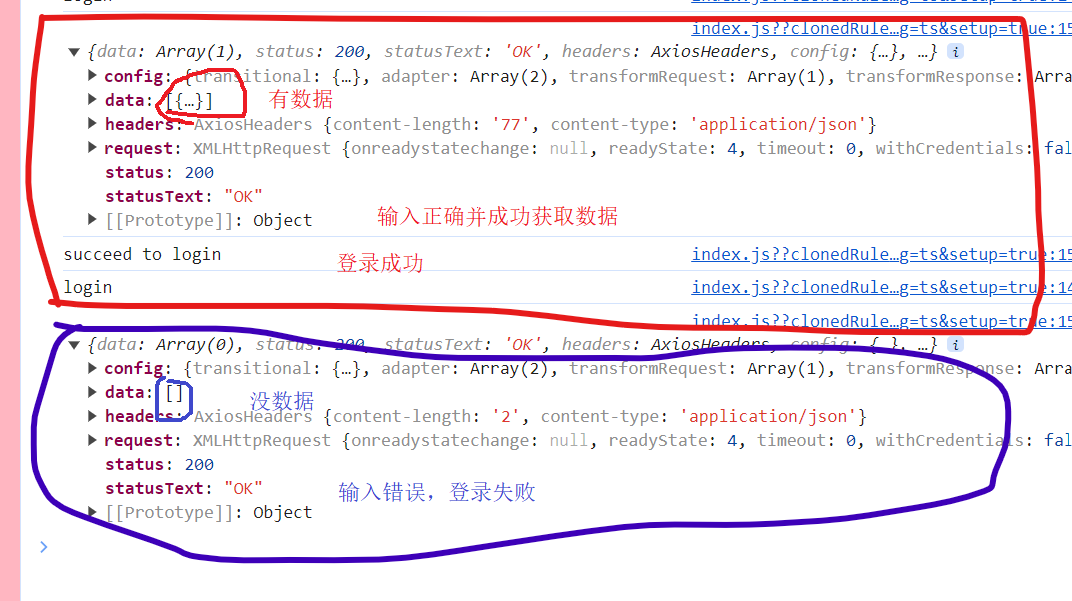 index.js??clonedRule…g=ts&setup=true:15
▼ {data: Array(1), status: 200, statusText: 'OK', headers: AxiosHeaders, config: {…}, …} i
▶ config: {transitional: {…}, adapter: Array(2), transformRequest: Array(1), transformResponse: Arra
▶ data: [{…}] 有数据
▶ headers: AxiosHeaders {content-length: '77', content-type: 'application/json'}
▶ request: XMLHttpRequest {onreadystatechange: null, readyState: 4, timeout: 0, withCredentials: fal
status: 200
statusText: "OK"
▶ [[Prototype]]: Object 输入正确并成功获取数据
succeed to login 登录成功 index.js??clonedRule…g=ts&setup=true:15
login index.js??clonedRule…g=ts&setup=true:14
index.js??clonedRule…g=ts&setup=true:15
▼ {data: Array(0), status: 200, statusText: 'OK', headers: AxiosHeaders, config: {…}, …} i
▶ config: {transitional: {…}, adapter: Array(2), transformRequest: Array(1), transformResponse: Arra
▶ data: [] 没数据
▶ headers: AxiosHeaders {content-length: '2', content-type: 'application/json'}
▶ request: XMLHttpRequest {onreadystatechange: null, readyState: 4, timeout: 0, withCredentials: fal
status: 200
statusText: "OK" 输入错误，登录失败
▶ [[Prototype]]: Object